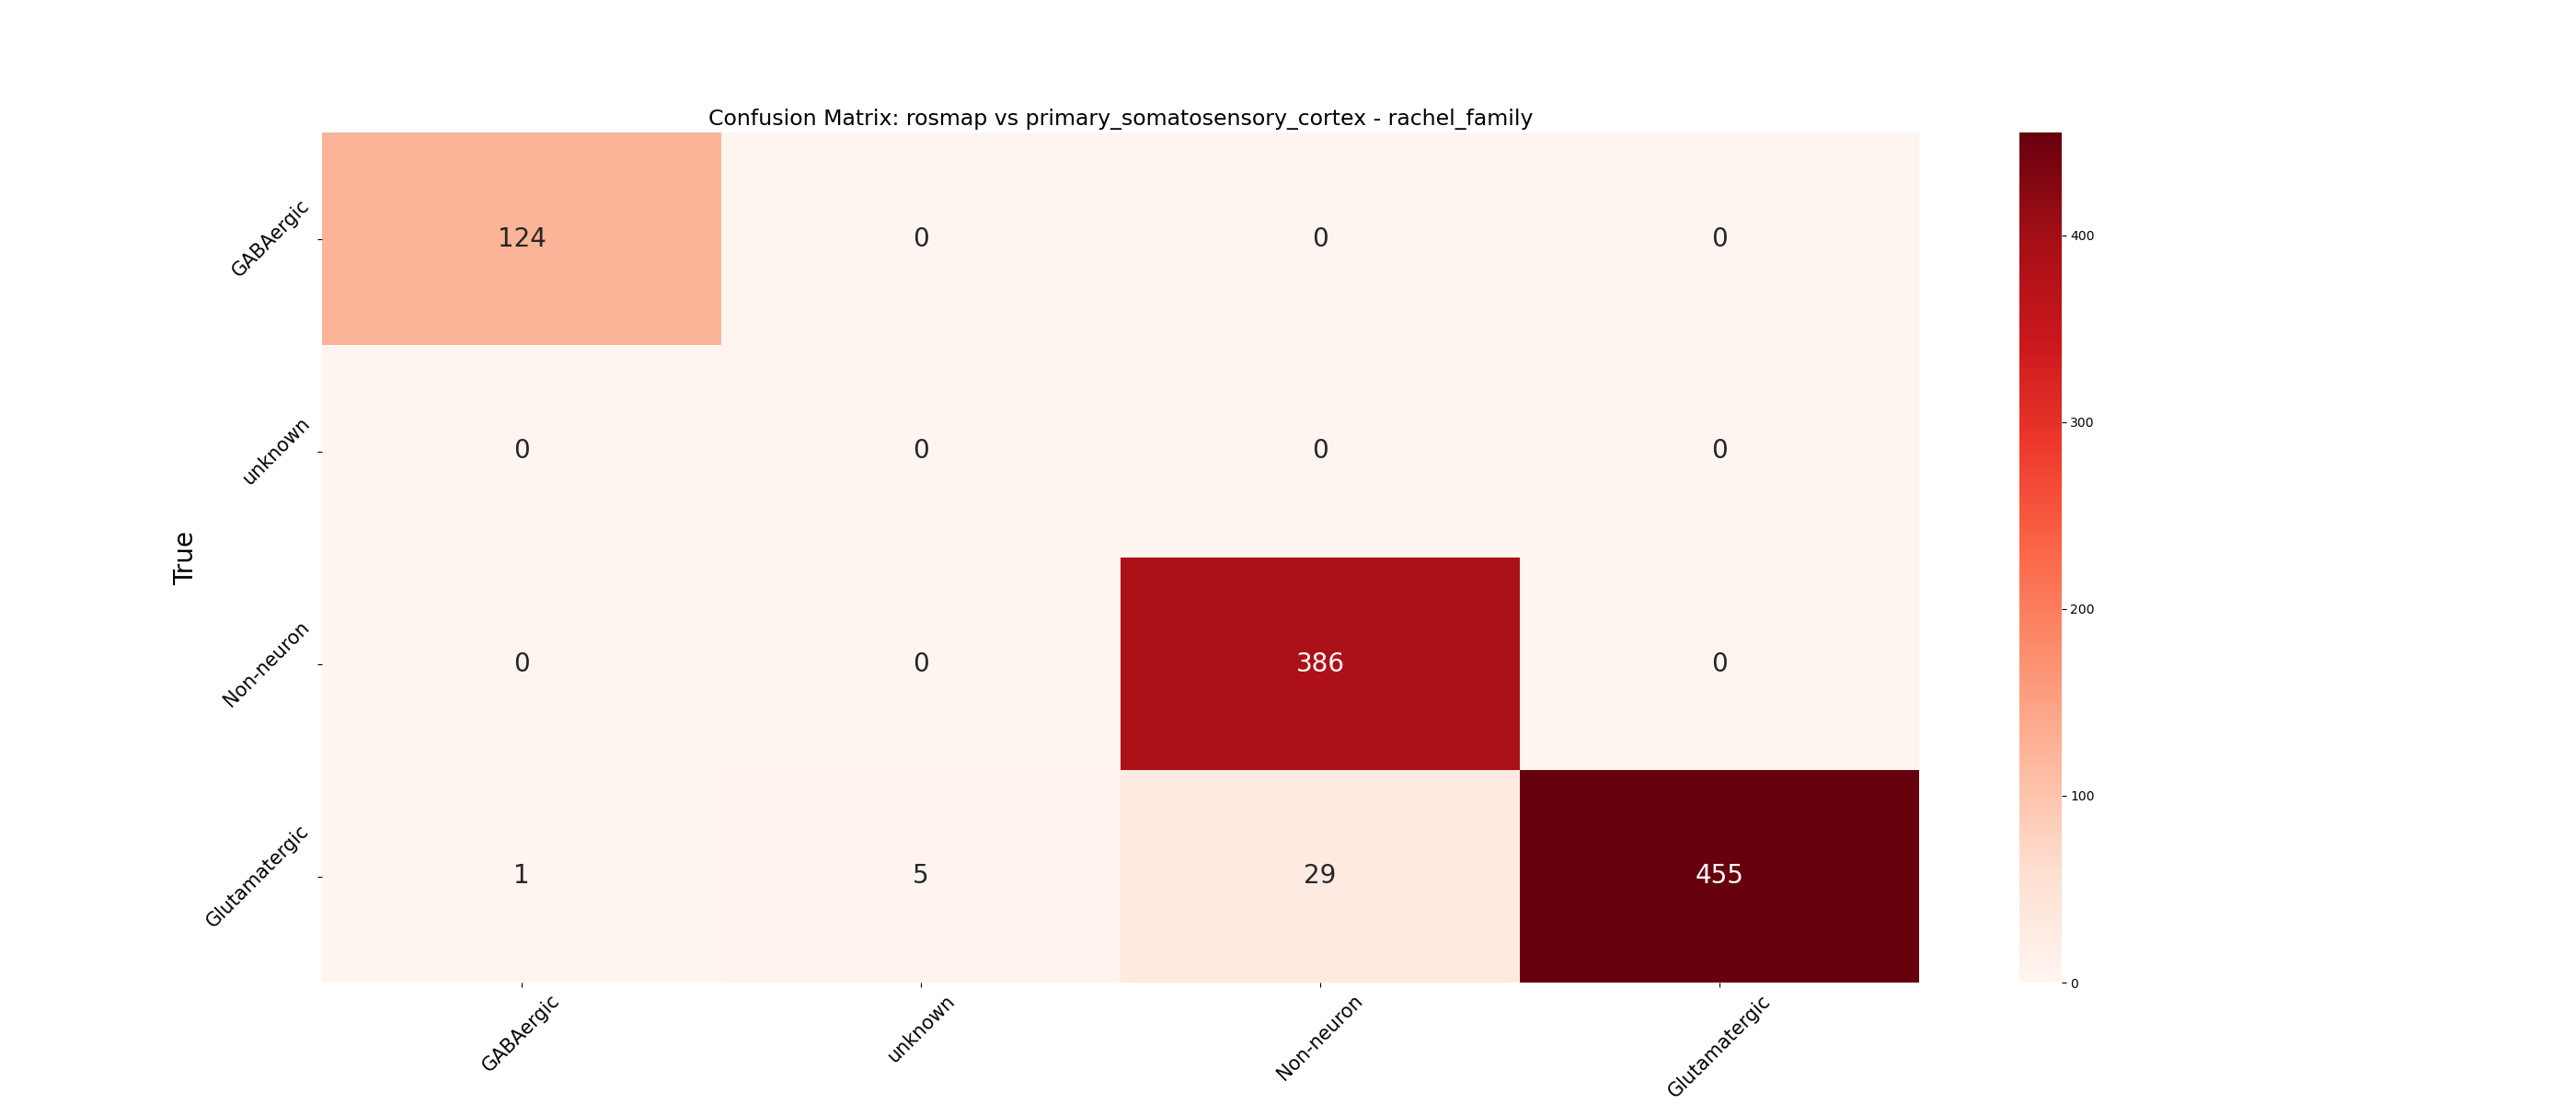 Confusion Matrix: rosmap vs primary_somatosensory_cortex - rachel_family
True
GABAergic 124 0 0 0
unknown 0 0 0 0
Non-neuron 0 0 386 0
Glutamatergic 1 5 29 455
GABAergic unknown Non-neuron Glutamatergic
400
300
200
100
0